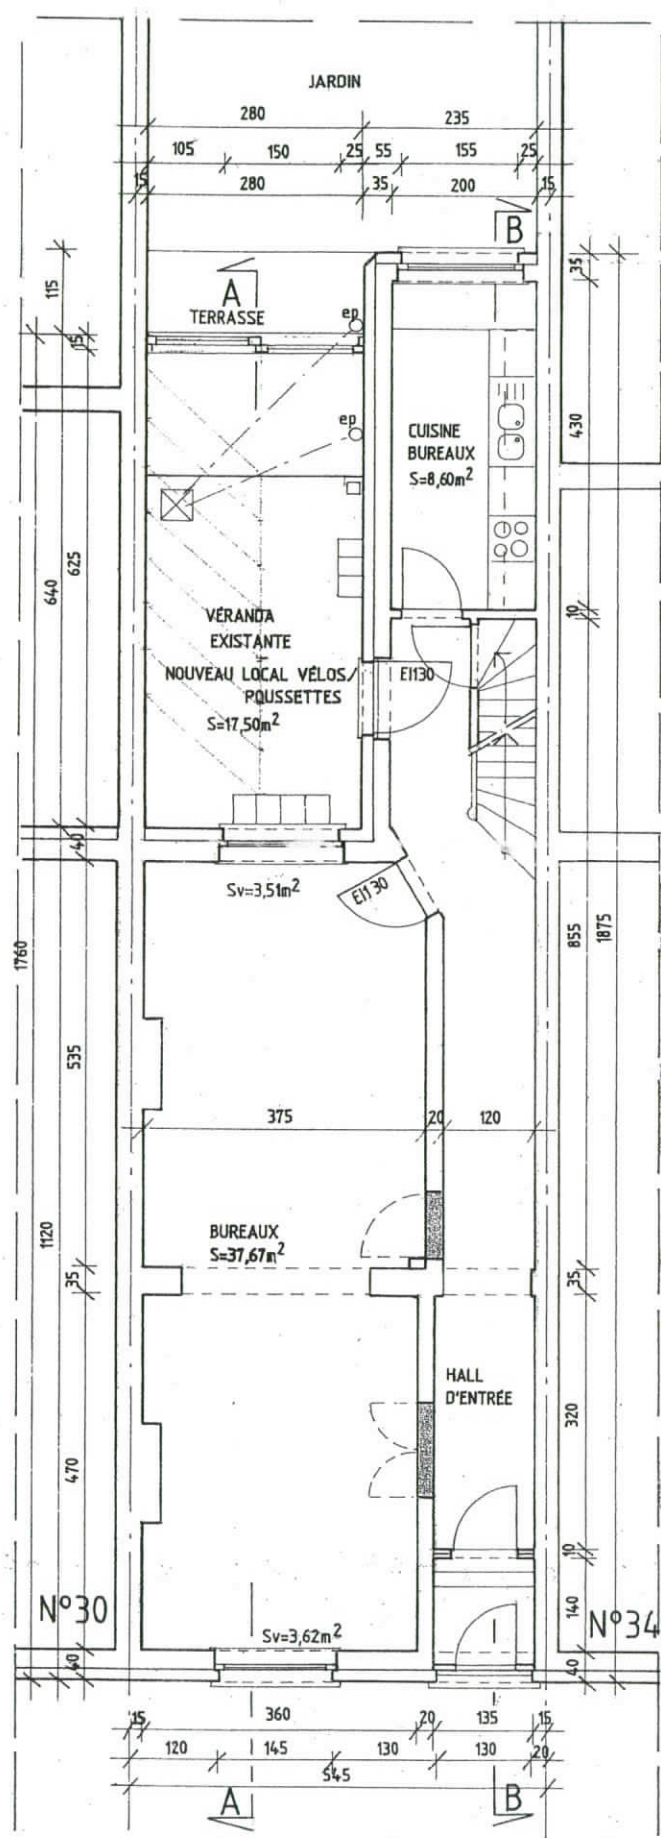 JARDIN
280 235
105 150 25 55 155 25
15 280 35 200 15
B
A
TERRASSE
ep
ep
115
15
35
CUISINE
BUREAUX
S=8,60m²
430
625
640
10
VÉRANDA
EXISTANTE
NOUVEAU LOCAL VÉLOS/
POUSSETTES
S=17,50m²
EI130
40
Sv=3,51m²
EI1 30
1760
855
1875
535
375 20 120
1120
BUREAUX
S=37,67m²
35
35
HALL
D'ENTRÉE
320
470
10
N°30
140
N°34
Sv=3,62m²
40
40
15 360 20 135 15
120 145 130 130 20
545
A
B